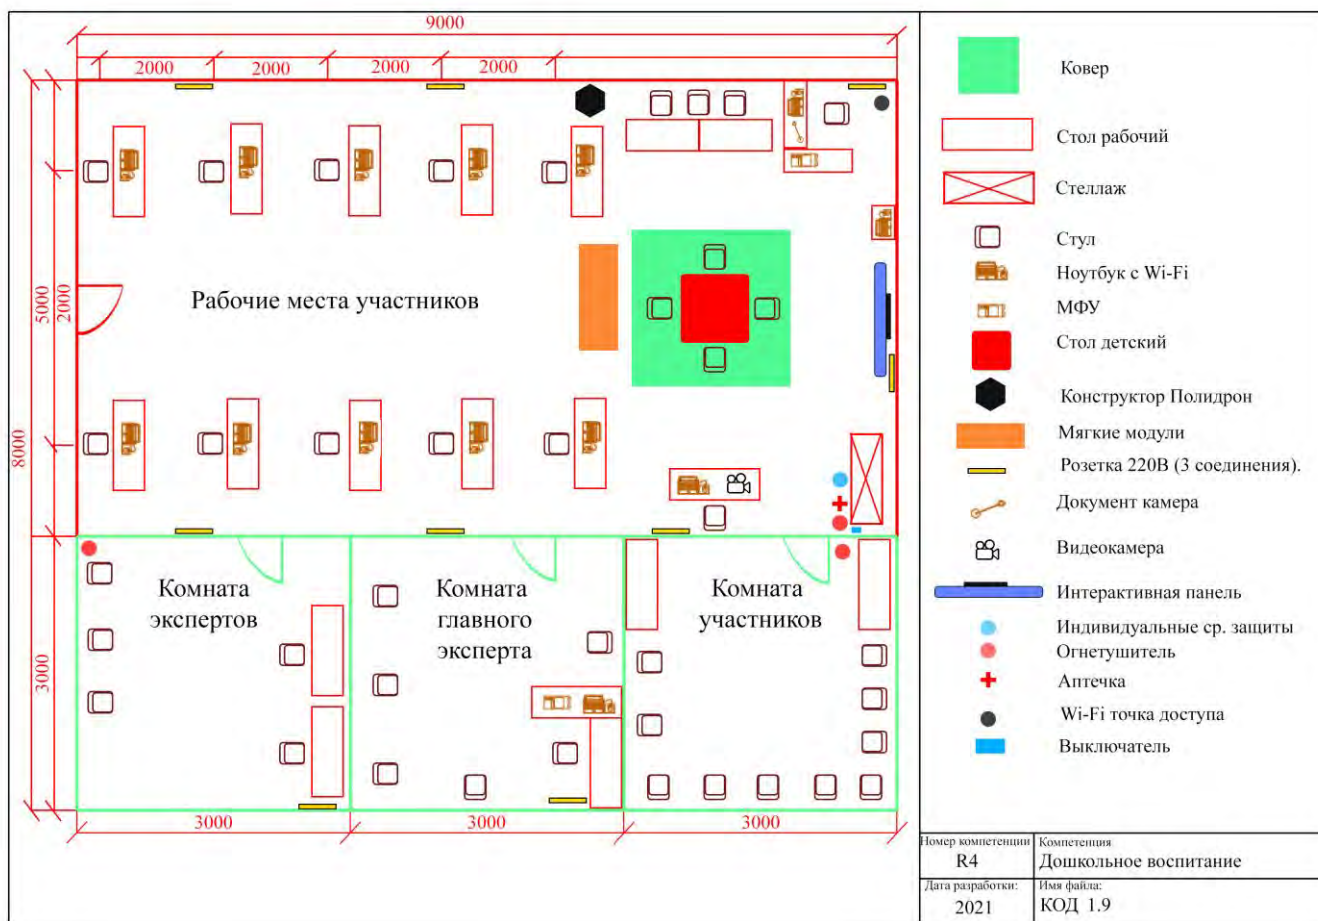 9000
2000
2000
2000
2000
8000
5000
2000
3000
Рабочие места участников
Комната
экспертов
Комната
главного
эксперта
Комната
участников
3000
3000
3000
Ковер
Стол рабочий
Стеллаж
Стул
Ноутбук с Wi-Fi
МФУ
Стол детский
Конструктор Полидрон
Мягкие модули
Розетка 220В (3 соединения).
Документ камера
Видеокамера
Интерактивная панель
Индивидуальные ср. защиты
Огнетушитель
Аптечка
Wi-Fi точка доступа
Выключатель
Номер компетенции
R4
Компетенция
Дошкольное воспитание
Дата разработки:
2021
Имя файла:
КОД 1.9